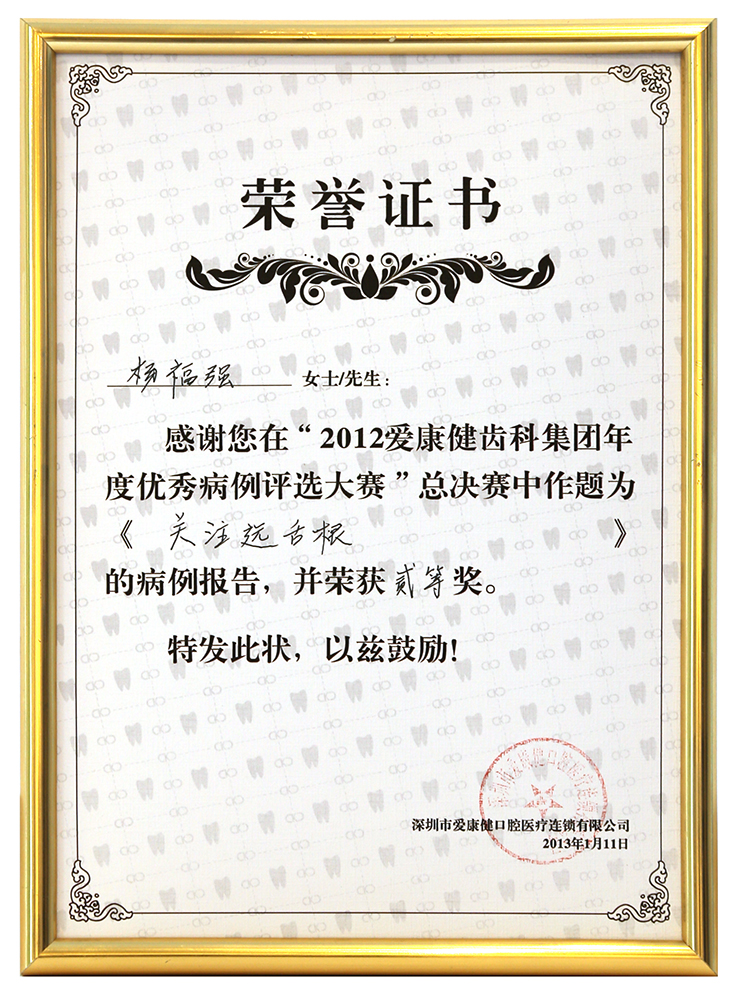 荣誉证书
杨福强 女士/先生：
感谢您在“2012爱康健齿科集团年
度优秀病例评选大赛”总决赛中作题为
《关注远舌根》
的病例报告，并荣获贰等奖。
特发此状，以兹鼓励！
深圳市爱康健口腔医疗连锁有限公司
2013年1月11日